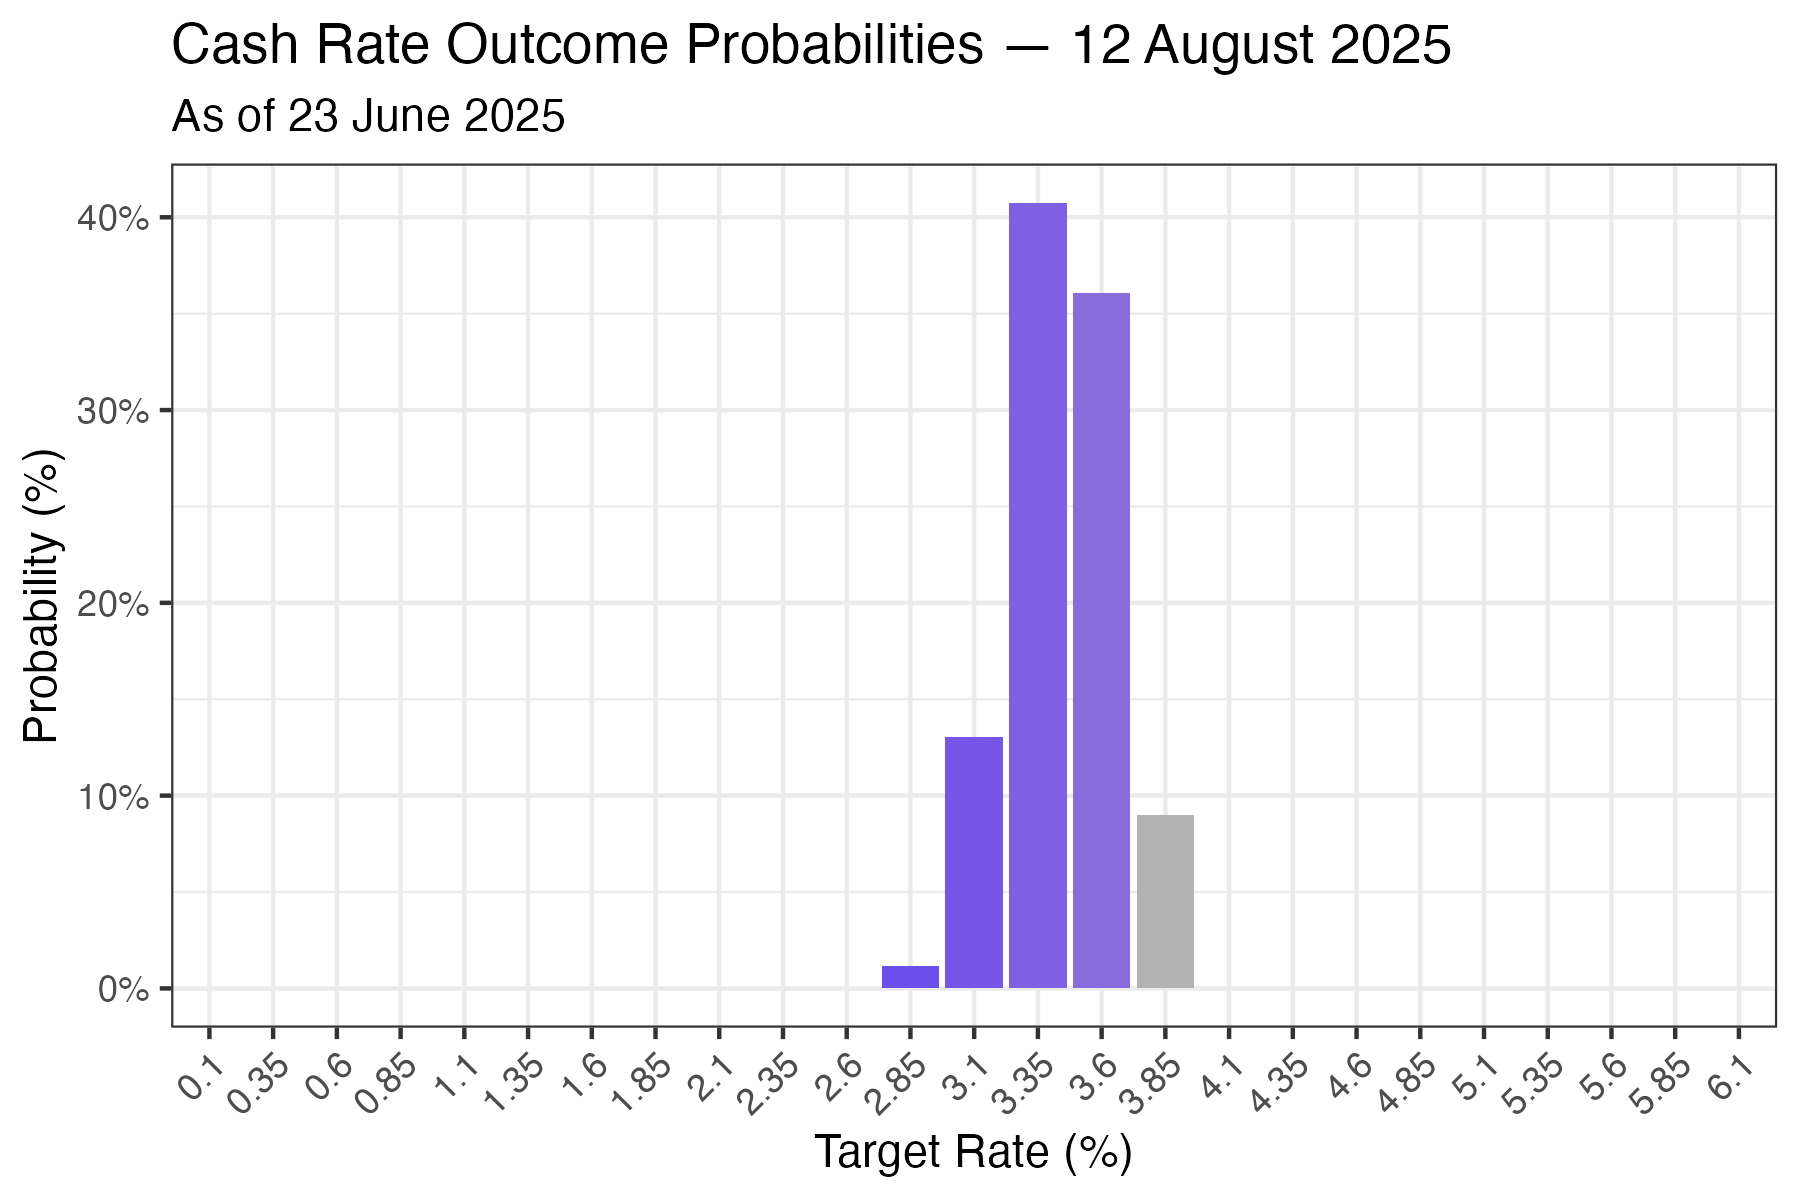 Cash Rate Outcome Probabilities — 12 August 2025
As of 23 June 2025
Probability (%)
40%
30%
20%
10%
0%
0.1 0.35 0.6 0.85 1.1 1.35 1.6 1.85 2.1 2.35 2.6 2.85 3.1 3.35 3.6 3.85 4.1 4.35 4.6 4.85 5.1 5.35 5.6 5.85 6.1
Target Rate (%)